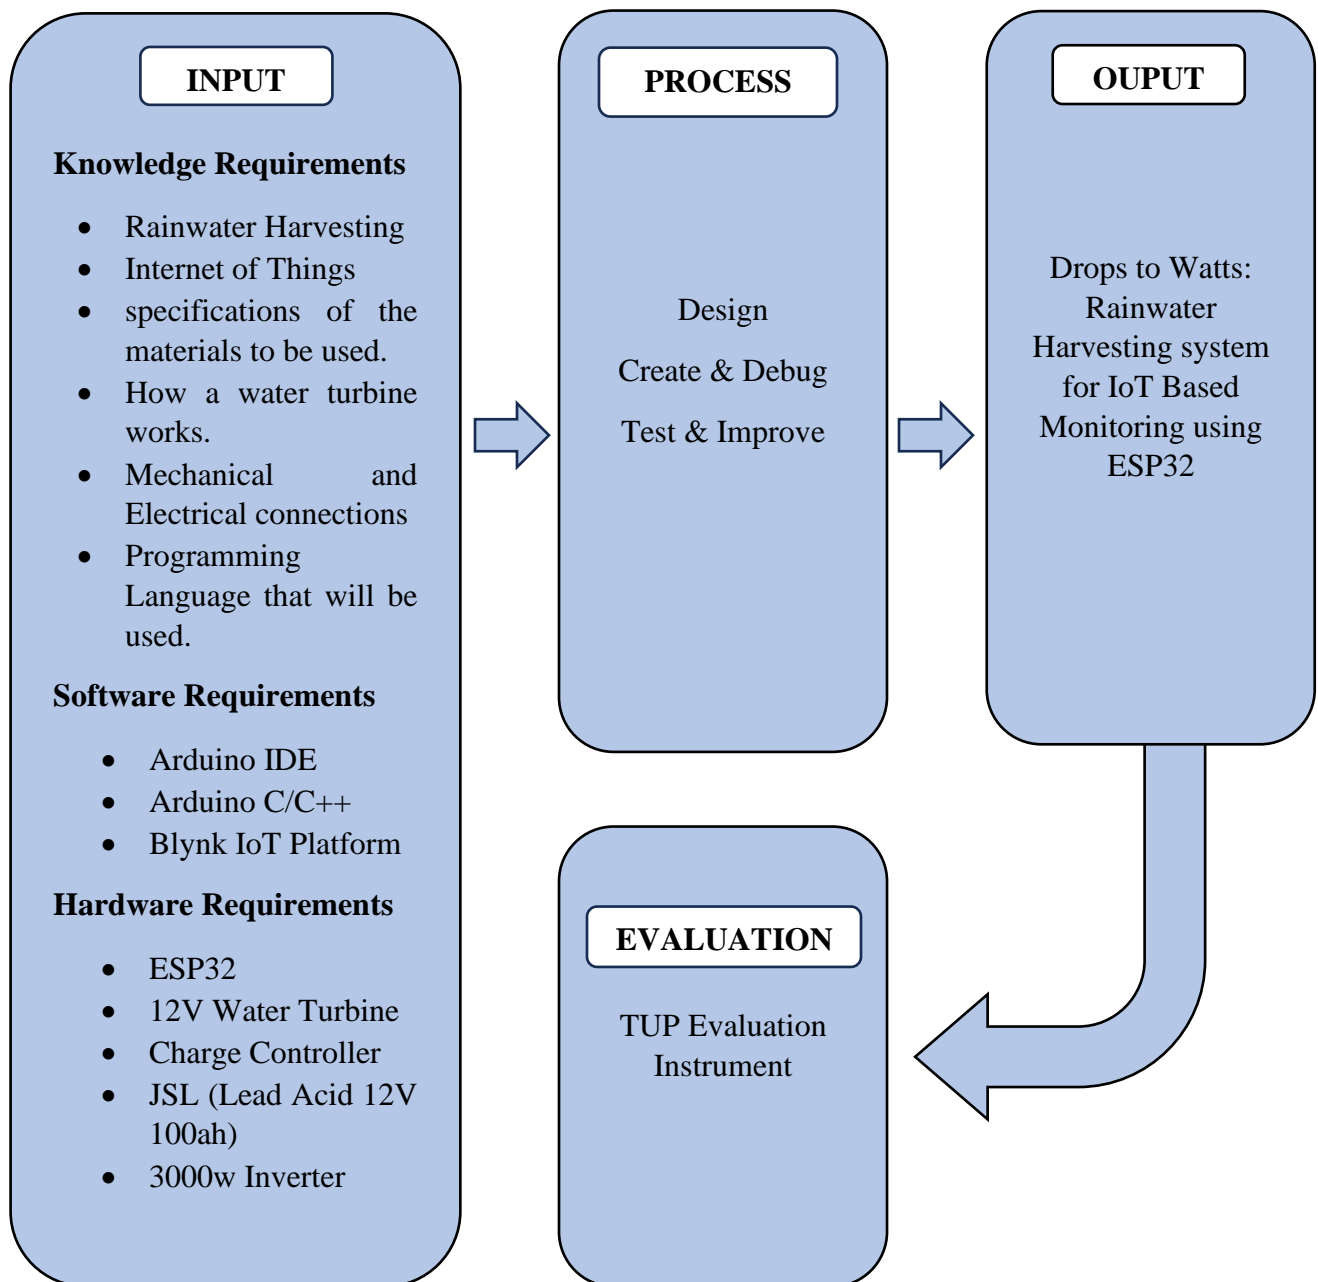 INPUT
Knowledge Requirements
• Rainwater Harvesting
• Internet of Things
• specifications of the
materials to be used.
• How a water turbine
works.
• Mechanical and
Electrical connections
• Programming
Language that will be
used.
Software Requirements
• Arduino IDE
• Arduino C/C++
• Blynk IoT Platform
Hardware Requirements
• ESP32
• 12V Water Turbine
• Charge Controller
• JSL (Lead Acid 12V
100ah)
• 3000w Inverter
PROCESS
Design
Create & Debug
Test & Improve
OUPUT
Drops to Watts:
Rainwater
Harvesting system
for IoT Based
Monitoring using
ESP32
EVALUATION
TUP Evaluation
Instrument